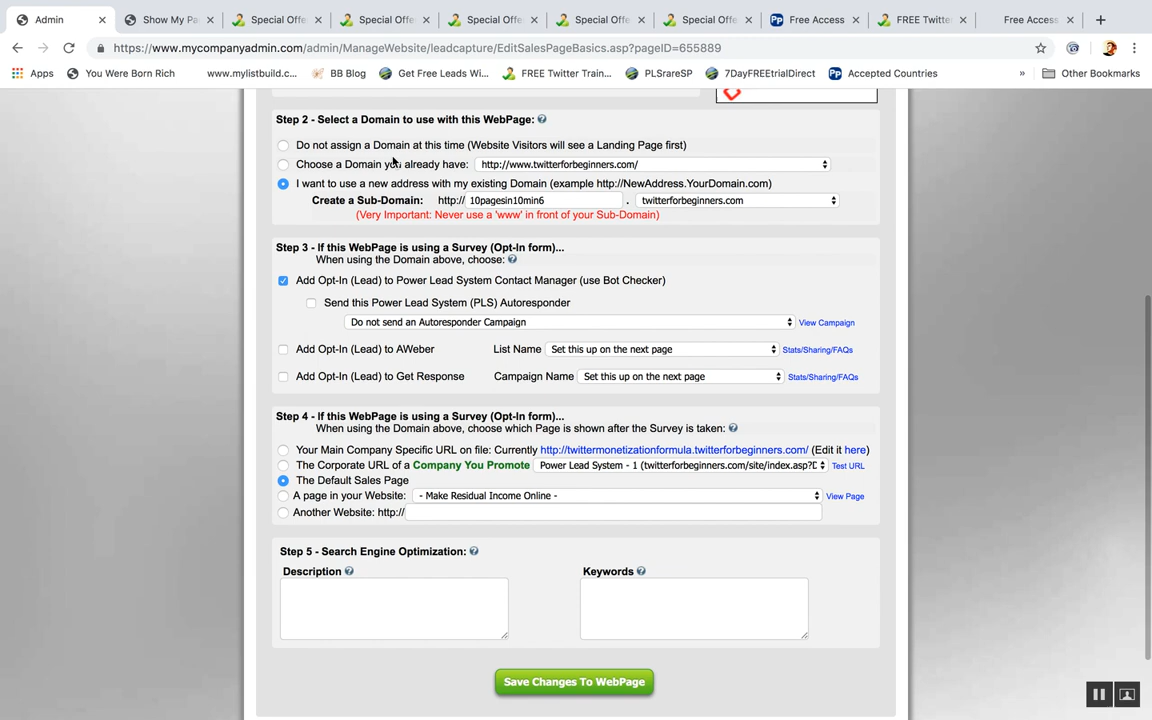 Admin
Show My Pa
Special Offe
Special Offe
Special Offe
Special Offe
Special Offe
Free Access
FREE Twitte
Free Access
https://www.mycompanyadmin.com/admin/ManageWebsite/leadcapture/EditSalesPageBasics.asp?pageID=655889
Apps
You Were Born Rich
www.mylistbuild.c...
BB Blog
Get Free Leads Wi...
FREE Twitter Train...
PLSrareSP
7DayFREEtrialDirect
Accepted Countries
»
Other Bookmarks
Step 2 - Select a Domain to use with this WebPage:
Do not assign a Domain at this time (Website Visitors will see a Landing Page first)
Choose a Domain you already have: http://www.twitterforbeginners.com/
I want to use a new address with my existing Domain (example http://NewAddress.YourDomain.com)
Create a Sub-Domain: http:// 10pagesin10min6 . twitterforbeginners.com
(Very Important: Never use a 'www' in front of your Sub-Domain)
Step 3 - If this WebPage is using a Survey (Opt-In form)...
When using the Domain above, choose:
Add Opt-In (Lead) to Power Lead System Contact Manager (use Bot Checker)
Send this Power Lead System (PLS) Autoresponder
Do not send an Autoresponder Campaign View Campaign
Add Opt-In (Lead) to AWeber List Name Set this up on the next page Stats/Sharing/FAQs
Add Opt-In (Lead) to Get Response Campaign Name Set this up on the next page Stats/Sharing/FAQs
Step 4 - If this WebPage is using a Survey (Opt-In form)...
When using the Domain above, choose which Page is shown after the Survey is taken:
Your Main Company Specific URL on file: Currently http://twittermonetizationformula.twitterforbeginners.com/ (Edit it here)
The Corporate URL of a Company You Promote Power Lead System - 1 (twitterforbeginners.com/site/index.asp?D Test URL
The Default Sales Page
A page in your Website: - Make Residual Income Online - View Page
Another Website: http://
Step 5 - Search Engine Optimization:
Description Keywords
Save Changes To WebPage